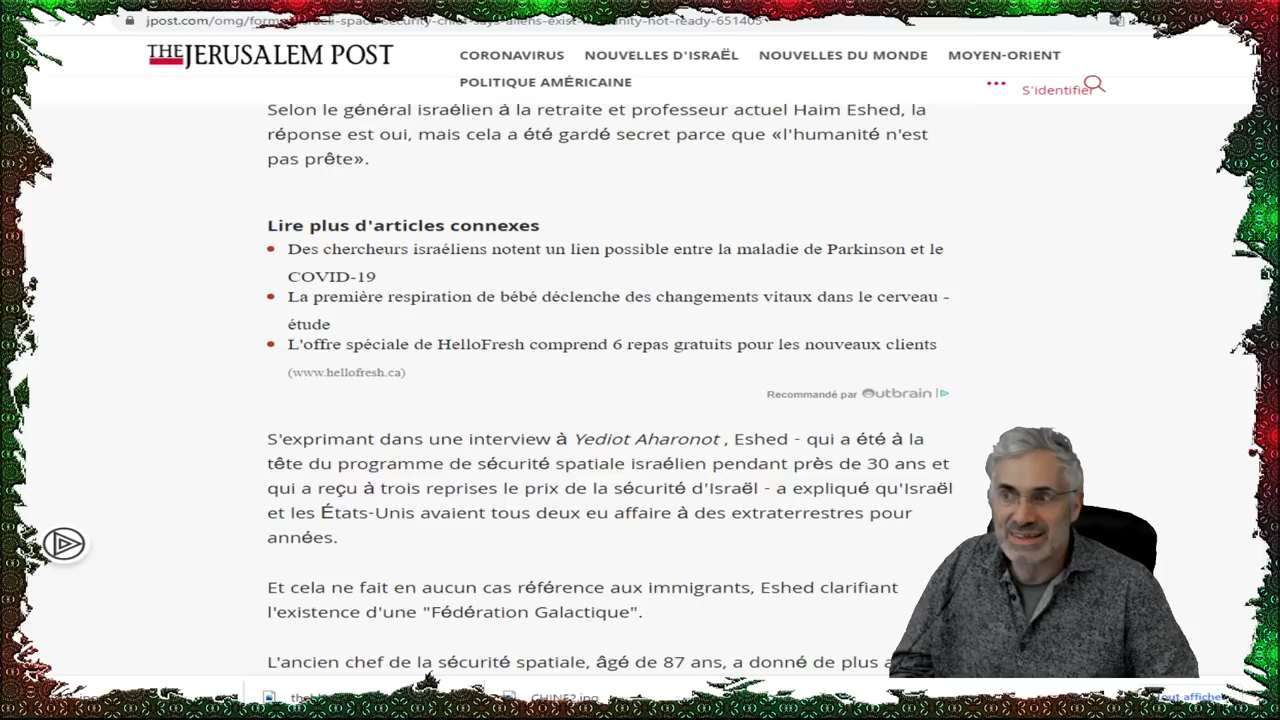 jpost.com/omg/form
security-chief-says-aliens-exist
not-ready-651405
THE JERUSALEM POST
CORONAVIRUS NOUVELLES D'ISRAËL NOUVELLES DU MONDE MOYEN-ORIENT
POLITIQUE AMÉRICAINE
S'identifier
Selon le général israélien à la retraite et professeur actuel Haim Eshed, la
réponse est oui, mais cela a été gardé secret parce que «l'humanité n'est
pas prête».
Lire plus d'articles connexes
Des chercheurs israéliens notent un lien possible entre la maladie de Parkinson et le
COVID-19
La première respiration de bébé déclenche des changements vitaux dans le cerveau -
étude
L'offre spéciale de HelloFresh comprend 6 repas gratuits pour les nouveaux clients
(www.hellofresh.ca)
Recommandé par Outbrain
S'exprimant dans une interview à Yediot Aharonot , Eshed - qui a été à la
tête du programme de sécurité spatiale israélien pendant près de 30 ans et
qui a reçu à trois reprises le prix de la sécurité d'Israël - a expliqué qu'Israël
et les États-Unis avaient tous deux eu affaire à des extraterrestres pour
années.
Et cela ne fait en aucun cas référence aux immigrants, Eshed clarifiant
l'existence d'une "Fédération Galactique".
L'ancien chef de la sécurité spatiale, âgé de 87 ans, a donné de plus
CHINE2.jpg
tout affiche